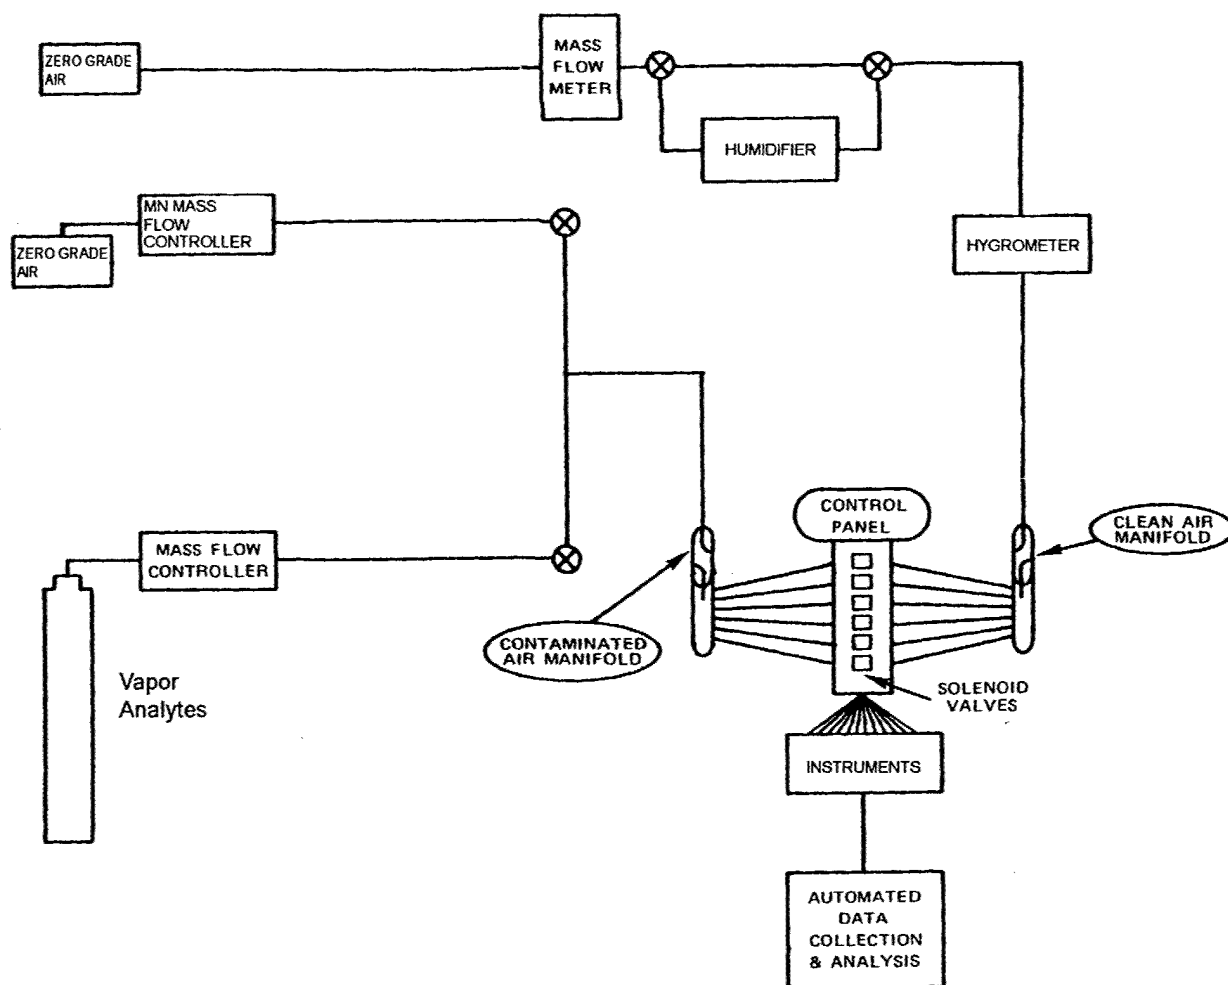 ZERO GRADE
AIR
MASS
FLOW
METER
HUMIDIFIER
MN MASS
FLOW
CONTROLLER
ZERO GRADE
AIR
HYGROMETER
CONTROL
PANEL
CLEAN AIR
MANIFOLD
MASS FLOW
CONTROLLER
CONTAMINATED
AIR MANIFOLD
Vapor
Analytes
SOLENOID
VALVES
INSTRUMENTS
AUTOMATED
DATA
COLLECTION
& ANALYSIS